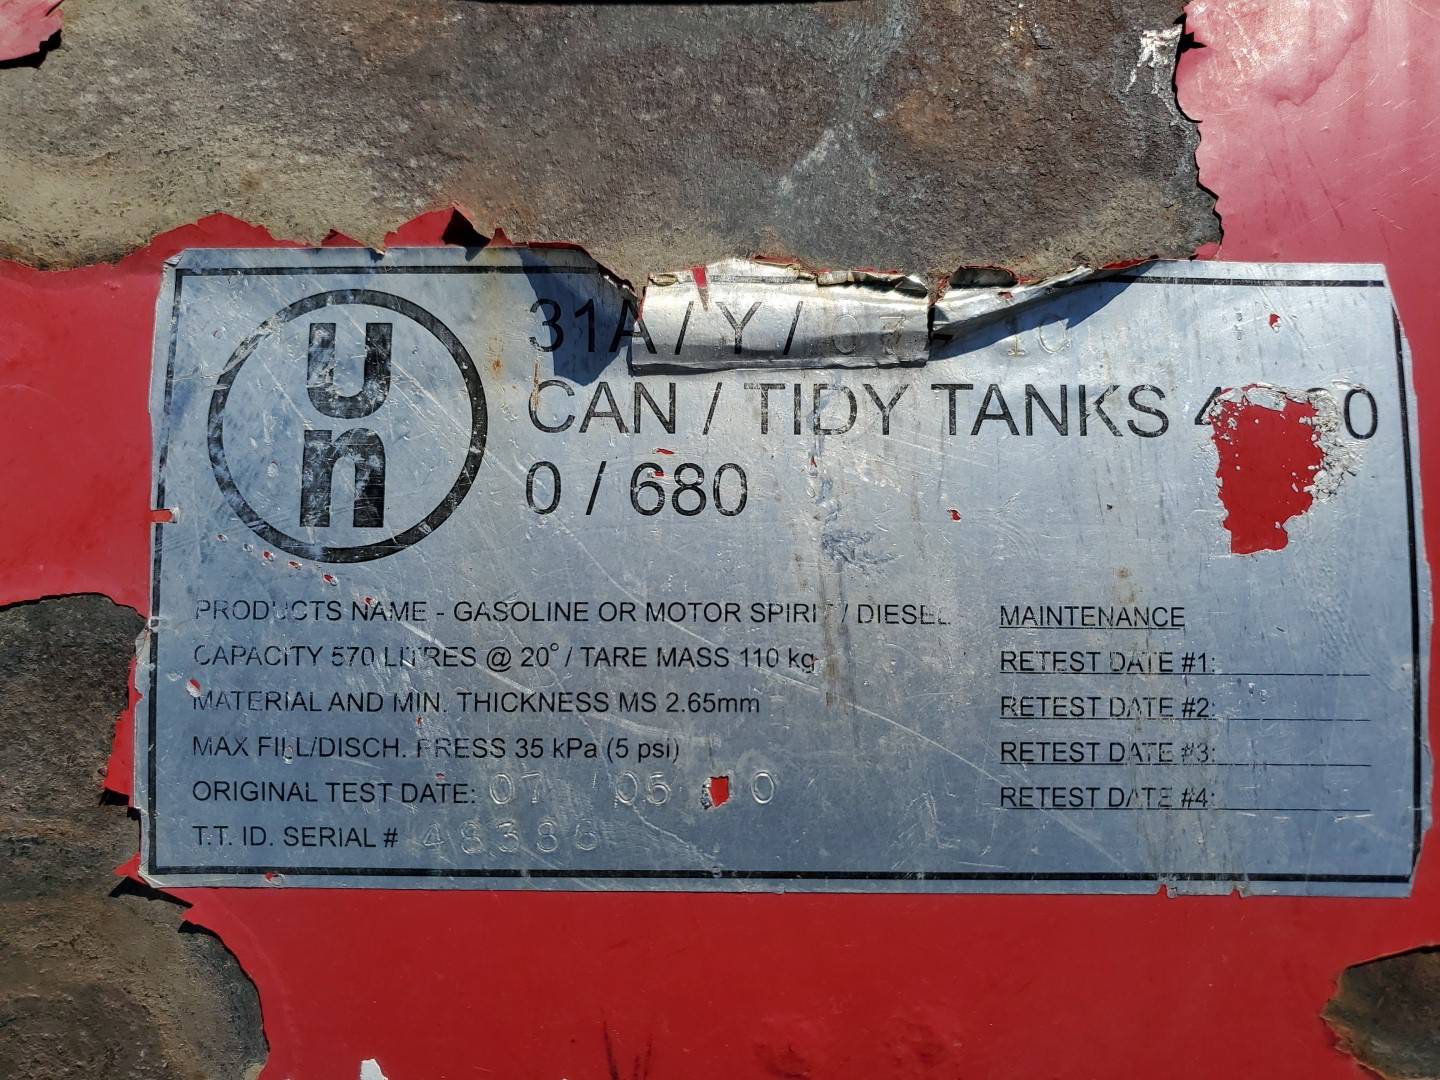 un
31A / Y / 07 - 10
CAN / TIDY TANKS
0 / 680
PRODUCTS NAME - GASOLINE OR MOTOR SPIRIT / DIESEL
CAPACITY 570 LITRES @ 20° / TARE MASS 110 kg
MATERIAL AND MIN. THICKNESS MS 2.65mm
MAX FILL/DISCH. PRESS 35 kPa (5 psi)
ORIGINAL TEST DATE: 07 05
T.T. ID. SERIAL # 48386
MAINTENANCE
RETEST DATE #1:
RETEST DATE #2:
RETEST DATE #3:
RETEST DATE #4: